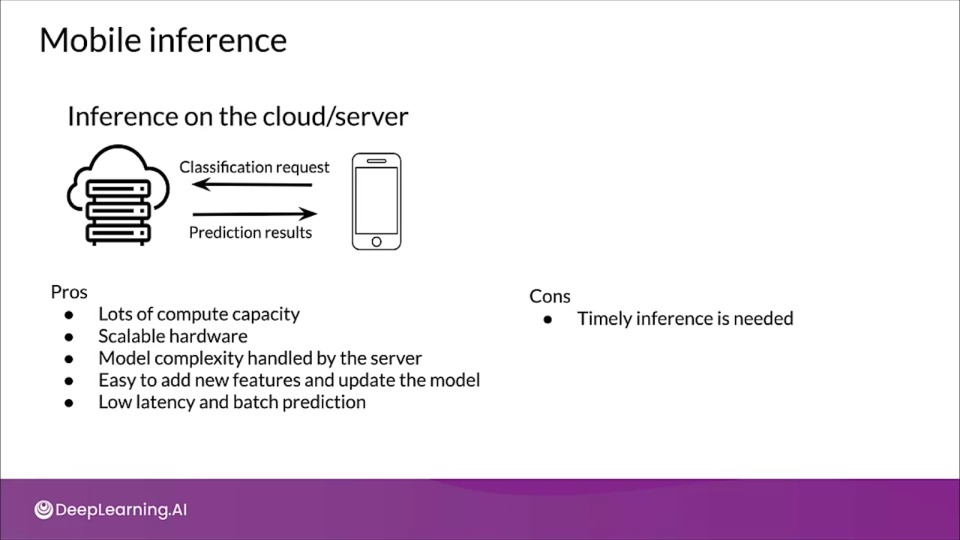 Mobile inference
Inference on the cloud/server
Classification request
Prediction results
Pros
● Lots of compute capacity
● Scalable hardware
● Model complexity handled by the server
● Easy to add new features and update the model
● Low latency and batch prediction
Cons
● Timely inference is needed
DeepLearning.AI